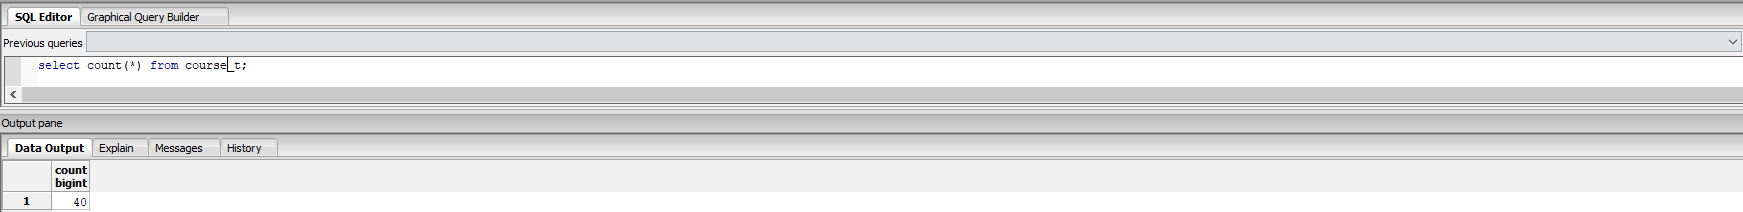 SQL Editor Graphical Query Builder
Previous queries
select count(*) from course_t;
Output pane
Data Output Explain Messages History
count
bigint
1 40